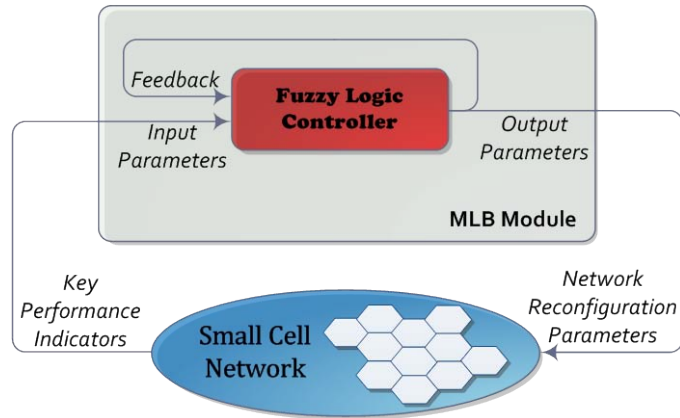 Feedback
Fuzzy Logic
Controller
Input
Parameters
Output
Parameters
MLB Module
Key
Performance
Indicators
Small Cell
Network
Network
Reconfiguration
Parameters